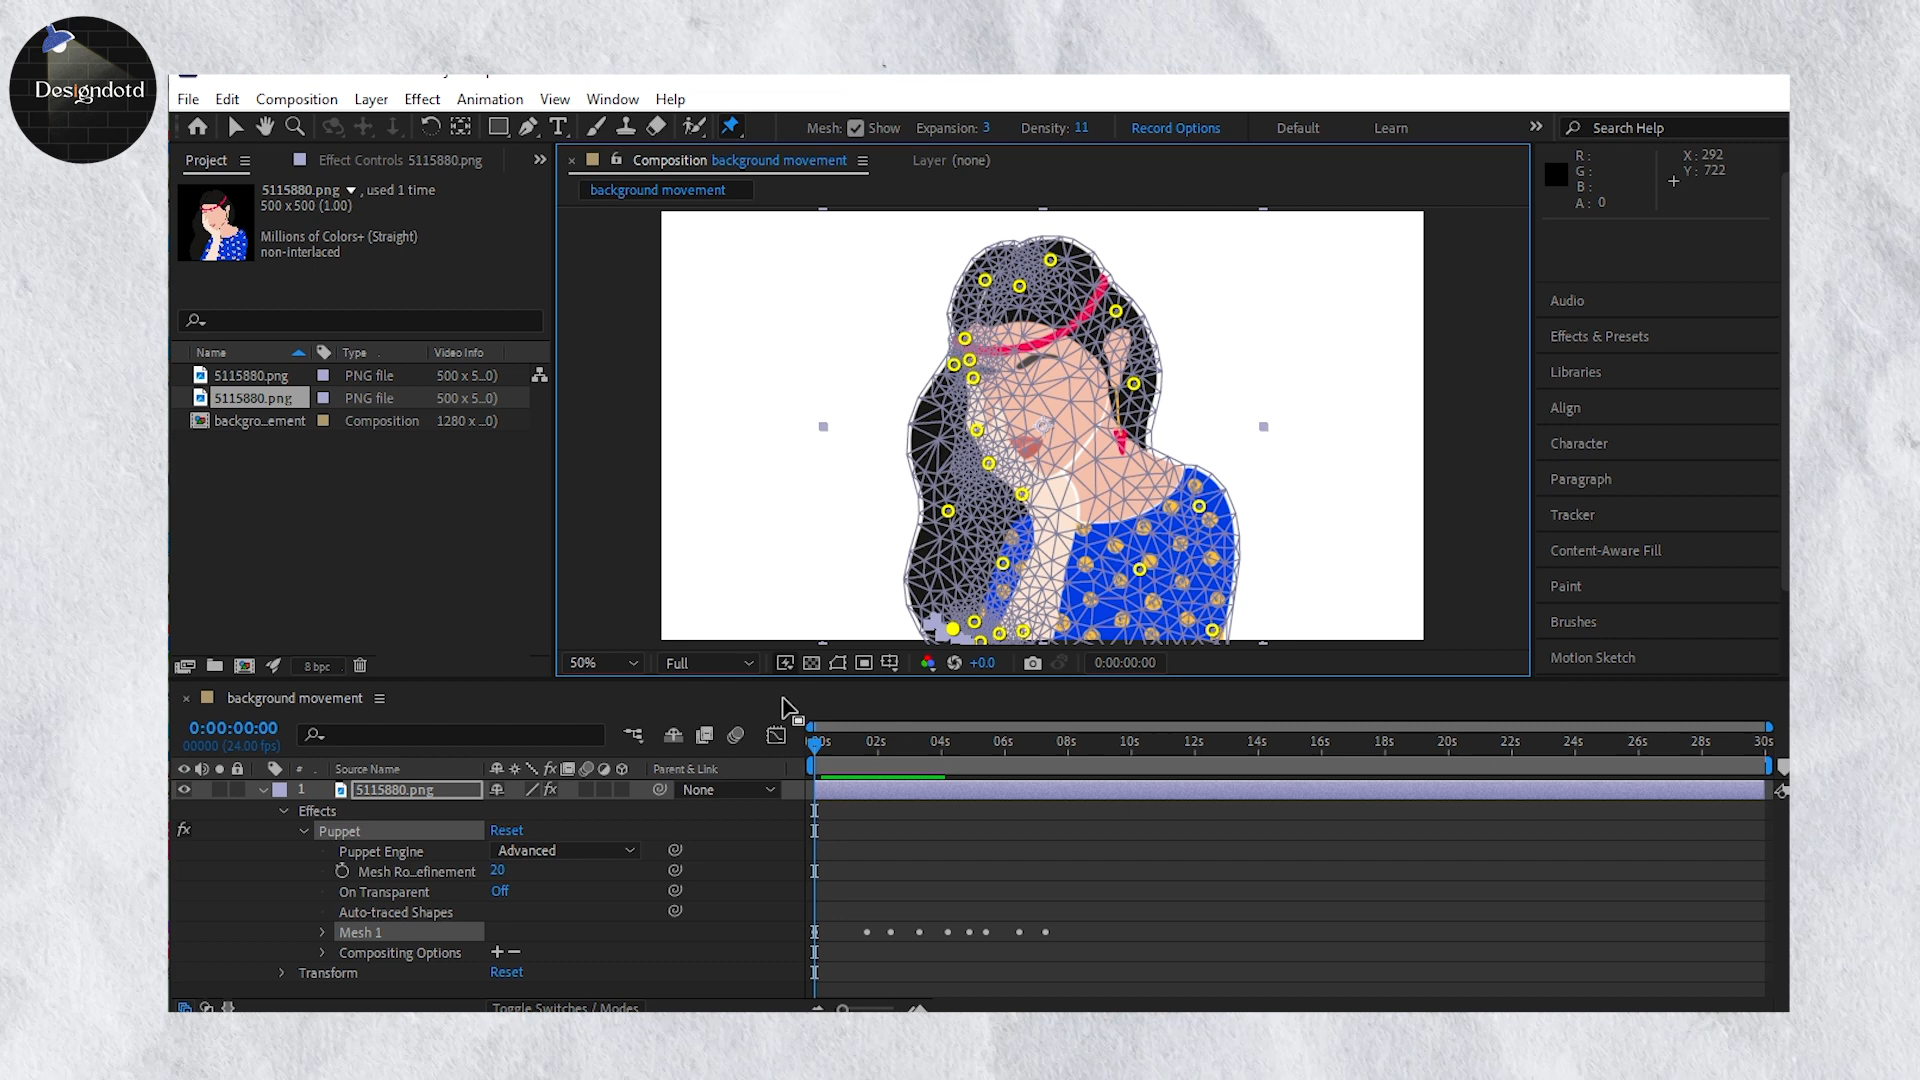 Designdotd
File Edit Composition Layer Effect Animation View Window Help
Mesh: Show Expansion: 3 Density: 11 Record Options Default Learn Search Help
Project Effect Controls 5115880.png Composition background movement Layer (none)
R: X: 292
G: Y: 722
B:
A: 0
5115880.png , used 1 time
500 x 500 (1.00)
Millions of Colors+ (Straight)
non-interlaced
background movement
Name Type Video Info
5115880.png PNG file 500 x 5...0)
5115880.png PNG file 500 x 5...0)
backgro...ement Composition 1280 x ...0)
Audio
Effects & Presets
Libraries
Align
Character
Paragraph
Tracker
Content-Aware Fill
Paint
Brushes
Motion Sketch
8 bpc 50% Full +0.0 0:00:00:00
background movement
0:00:00:00
00000 (24.00 fps)
02s 04s 06s 08s 10s 12s 14s 16s 18s 20s 22s 24s 26s 28s 30s
# Source Name fx Parent & Link
1 5115880.png fx None
Effects
fx Puppet Reset
Puppet Engine Advanced
Mesh Ro...efinement 20
On Transparent Off
Auto-traced Shapes
Mesh 1
Compositing Options
Transform Reset
Toggle Switches / Modes